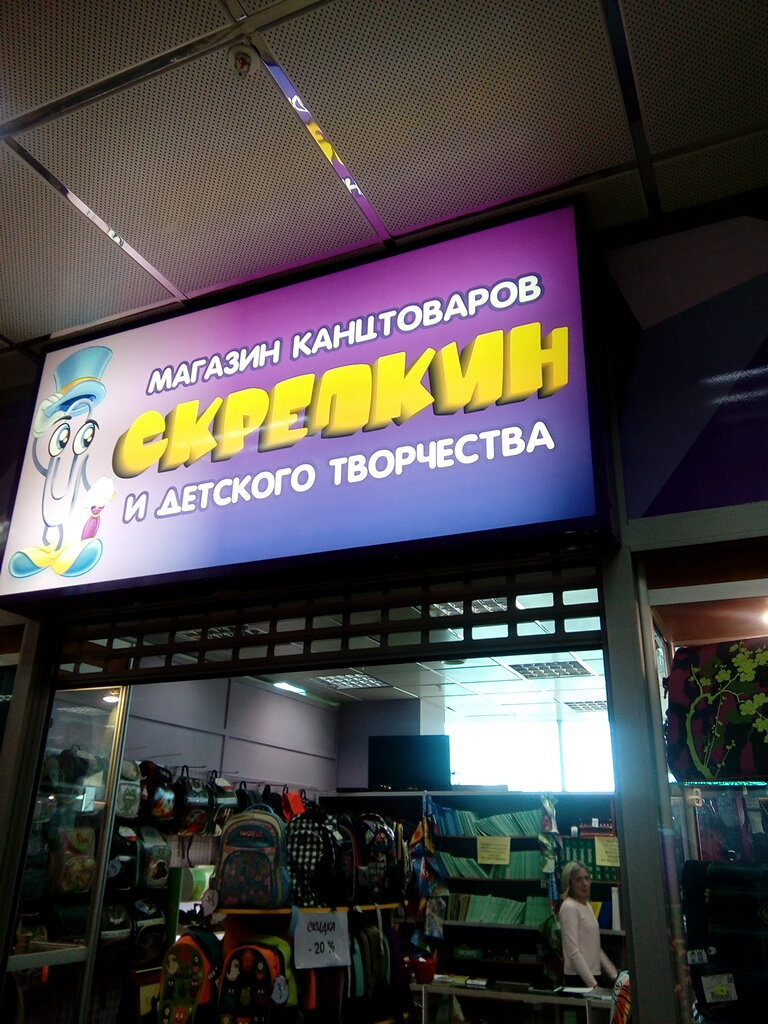 МАГАЗИН КАНЦТОВАРОВ
СКРЕПКИН
И ДЕТСКОГО ТВОРЧЕСТВА
СКИДКА
- 20 %